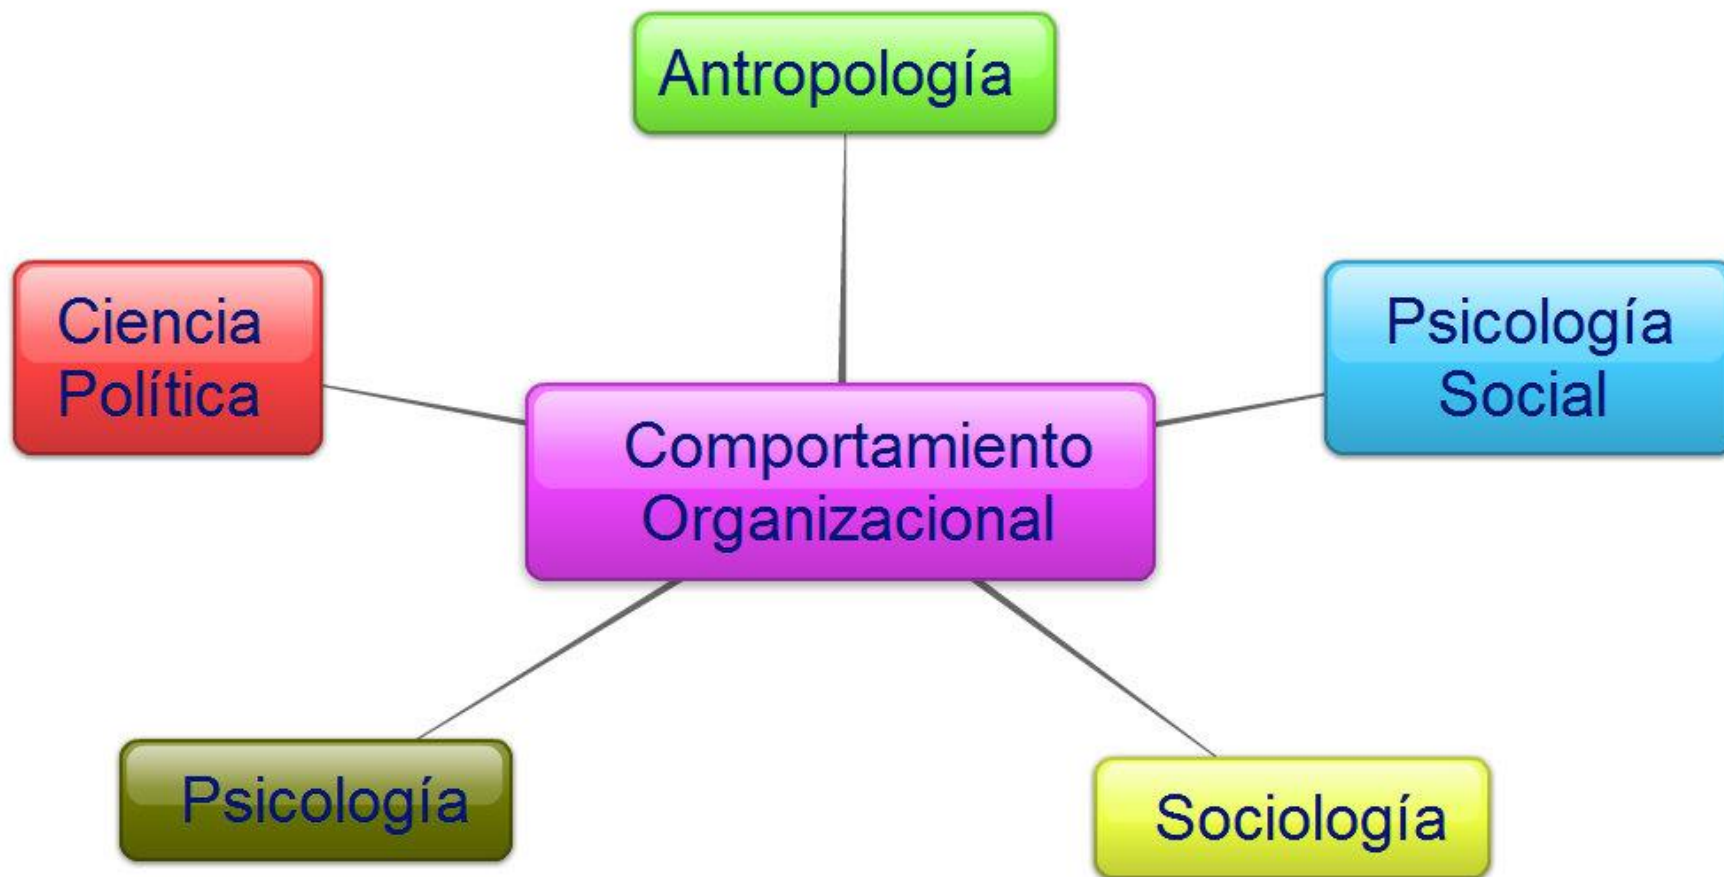 Antropología
Ciencia
Política
Psicología
Social
Comportamiento
Organizacional
Psicología
Sociología